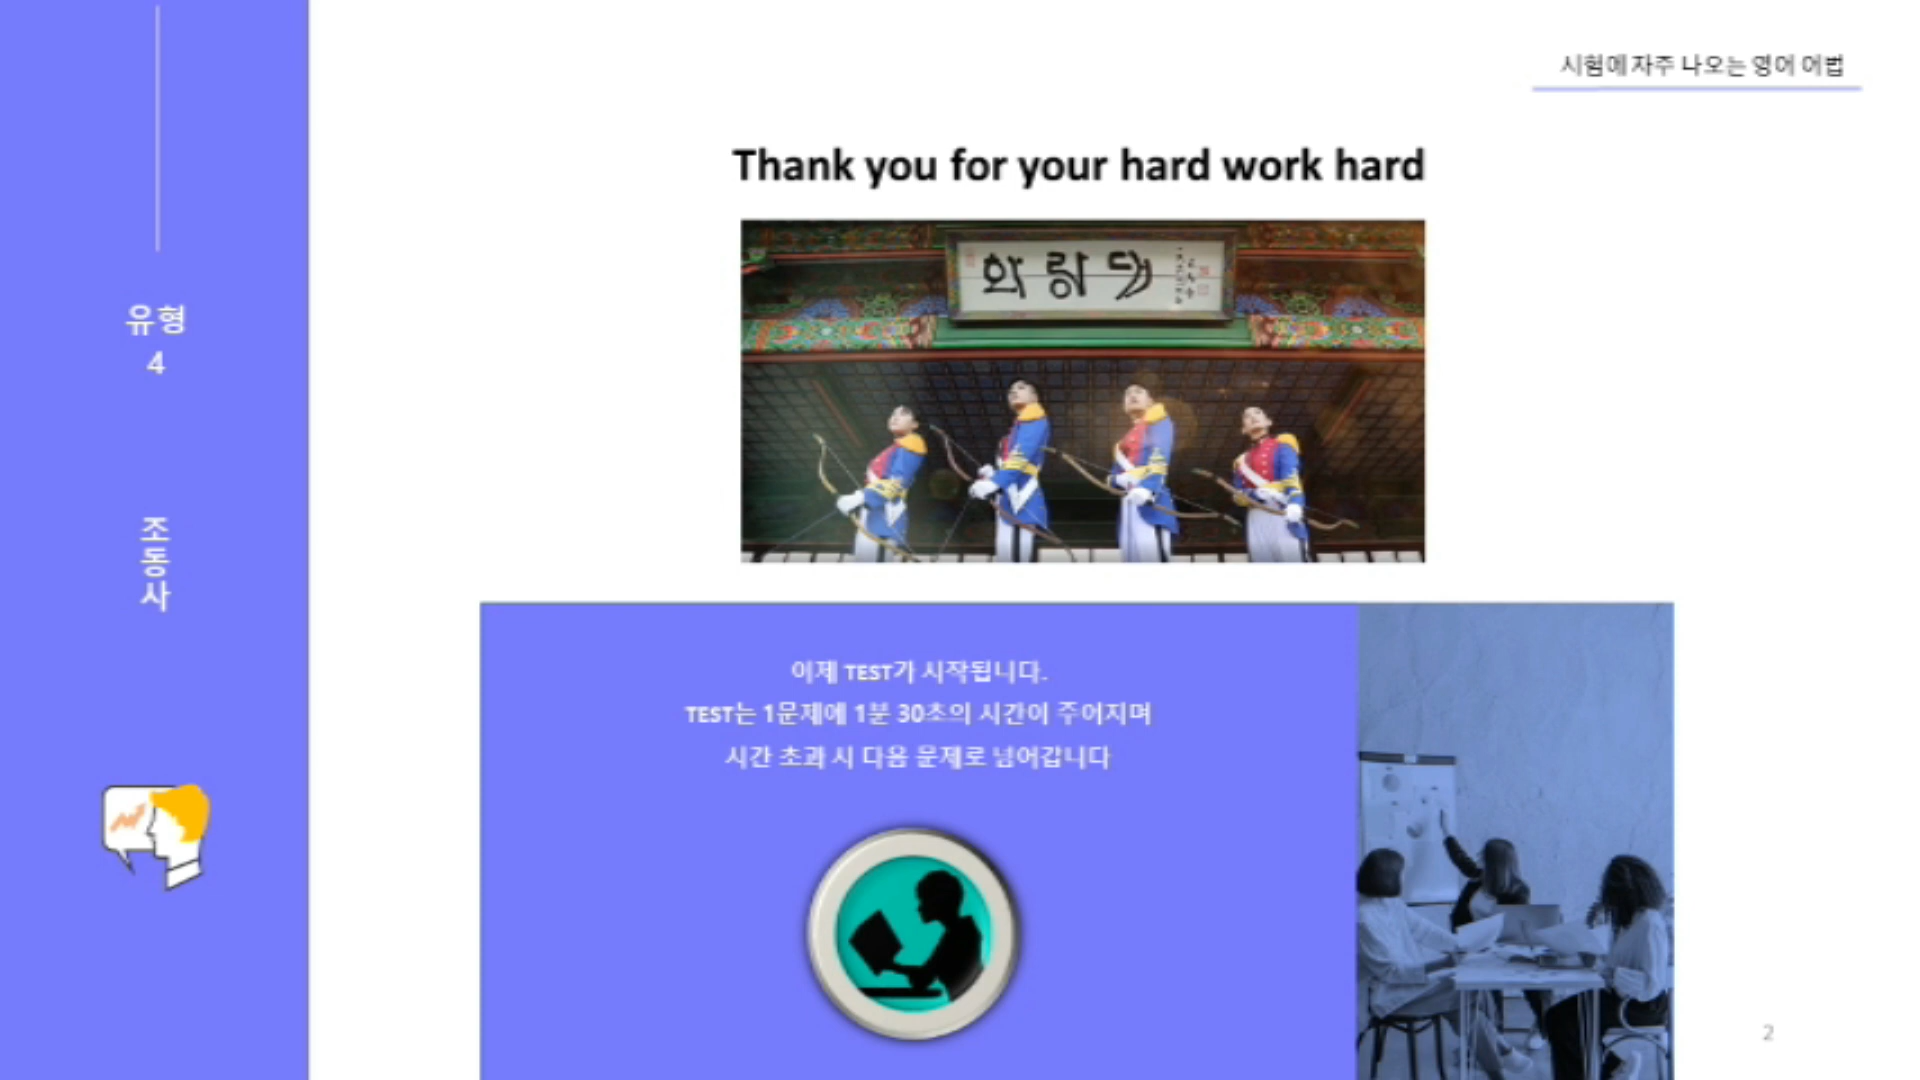 시험에 자주 나오는 영어 어법
유형
4
조동사
Thank you for your hard work hard
화랑대
이제 TEST가 시작됩니다.
TEST는 1문제에 1분 30초의 시간이 주어지며
시간 초과 시 다음 문제로 넘어갑니다
2